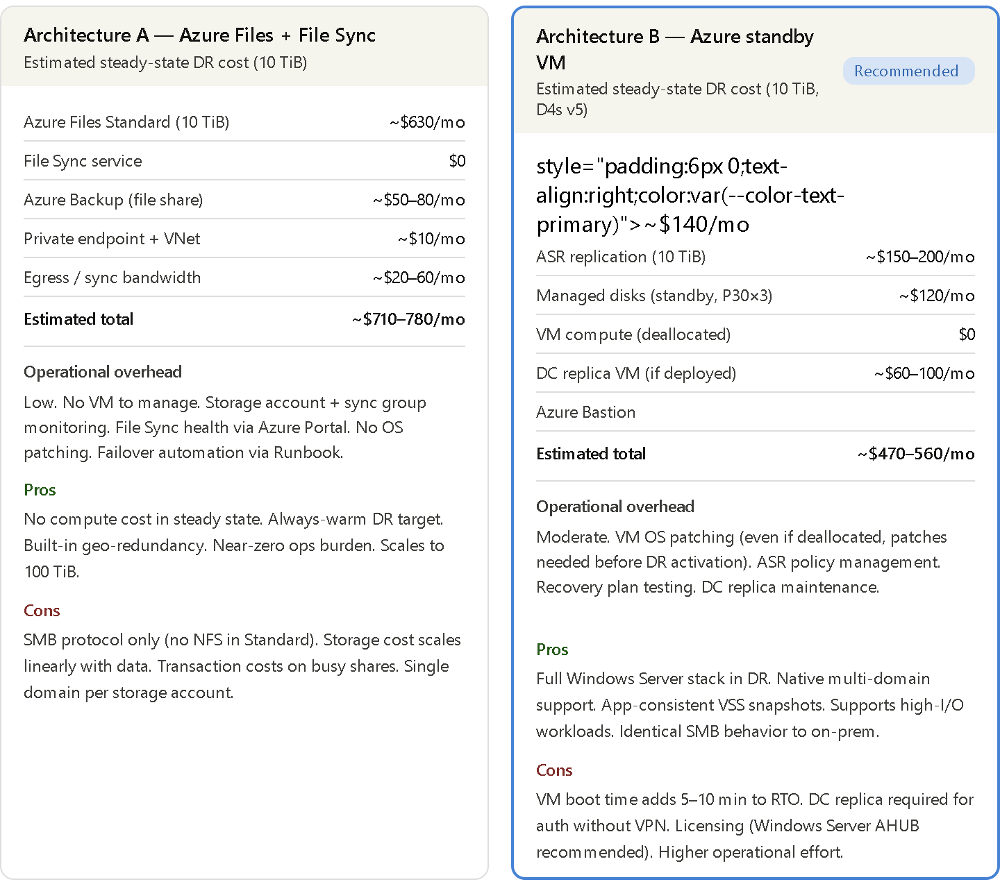 Architecture A — Azure Files + File Sync
Estimated steady-state DR cost (10 TiB)
Azure Files Standard (10 TiB) ~$630/mo
File Sync service $0
Azure Backup (file share) ~$50–80/mo
Private endpoint + VNet ~$10/mo
Egress / sync bandwidth ~$20–60/mo
Estimated total ~$710–780/mo
Operational overhead
Low. No VM to manage. Storage account + sync group
monitoring. File Sync health via Azure Portal. No OS
patching. Failover automation via Runbook.
Pros
No compute cost in steady state. Always-warm DR target.
Built-in geo-redundancy. Near-zero ops burden. Scales to
100 TiB.
Cons
SMB protocol only (no NFS in Standard). Storage cost scales
linearly with data. Transaction costs on busy shares. Single
domain per storage account.
Architecture B — Azure standby
VM
Recommended
Estimated steady-state DR cost (10 TiB,
D4s v5)
style="padding:6px 0;text-
align:right;color:var(--color-text-
primary)">~$140/mo
ASR replication (10 TiB) ~$150–200/mo
Managed disks (standby, P30×3) ~$120/mo
VM compute (deallocated) $0
DC replica VM (if deployed) ~$60–100/mo
Azure Bastion
Estimated total ~$470–560/mo
Operational overhead
Moderate. VM OS patching (even if deallocated, patches
needed before DR activation). ASR policy management.
Recovery plan testing. DC replica maintenance.
Pros
Full Windows Server stack in DR. Native multi-domain
support. App-consistent VSS snapshots. Supports high-I/O
workloads. Identical SMB behavior to on-prem.
Cons
VM boot time adds 5–10 min to RTO. DC replica required for
auth without VPN. Licensing (Windows Server AHUB
recommended). Higher operational effort.